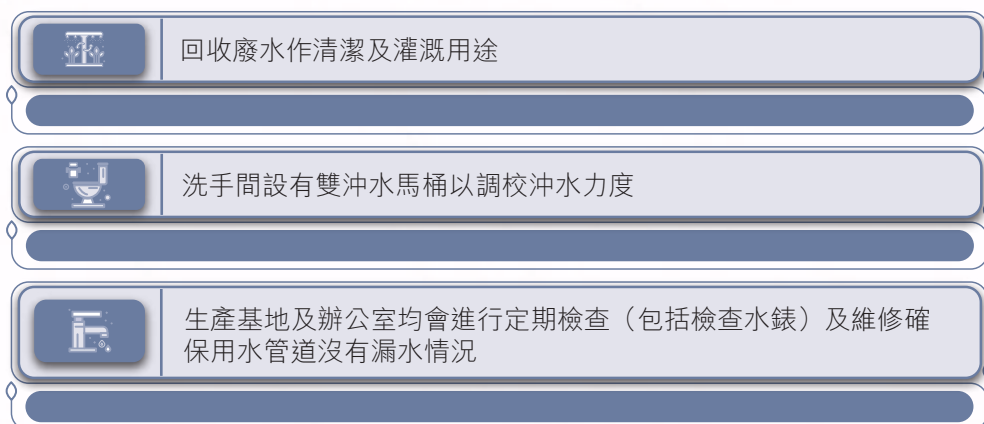 回收廢水作清潔及灌溉用途
洗手間設有雙沖水馬桶以調校沖水力度
生產基地及辦公室均會進行定期檢查（包括檢查水錶）及維修確
保用水管道沒有漏水情況